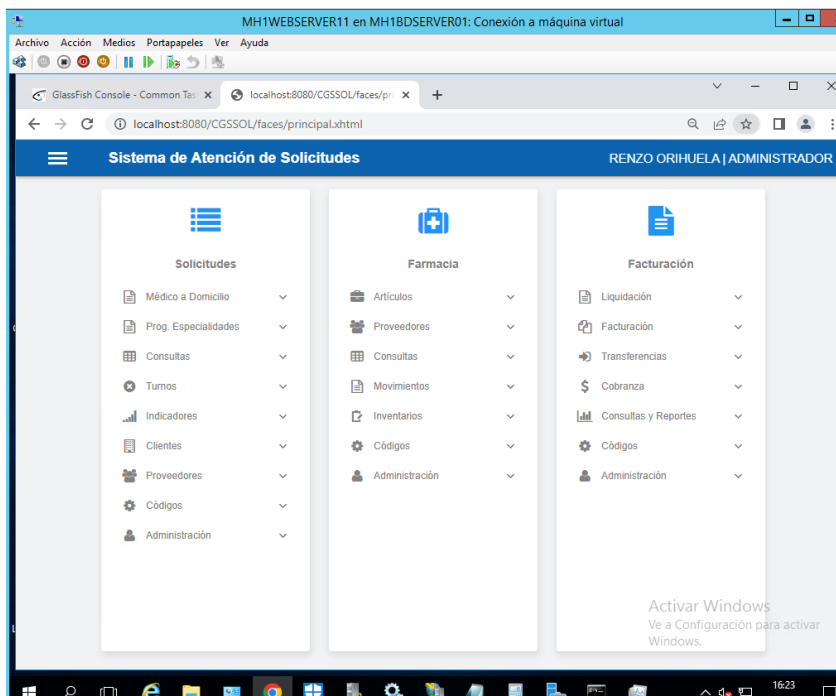 MH1WEBSERVER11 en MH1BDSERVER01: Conexión a máquina virtual
Archivo Acción Medios Portapapeles Ver Ayuda
GlassFish Console - Common Tas
localhost:8080/CGSSOL/faces/pri
localhost:8080/CGSSOL/faces/principal.xhtml
Sistema de Atención de Solicitudes
RENZO ORIHUELA | ADMINISTRADOR
Solicitudes
Médico a Domicilio
Prog. Especialidades
Consultas
Turnos
Indicadores
Clientes
Proveedores
Códigos
Administración
Farmacia
Artículos
Proveedores
Consultas
Movimientos
Inventarios
Códigos
Administración
Facturación
Liquidación
Facturación
Transferencias
Cobranza
Consultas y Reportes
Códigos
Administración
Activar Windows
Ve a Configuración para activar
Windows.
16:23